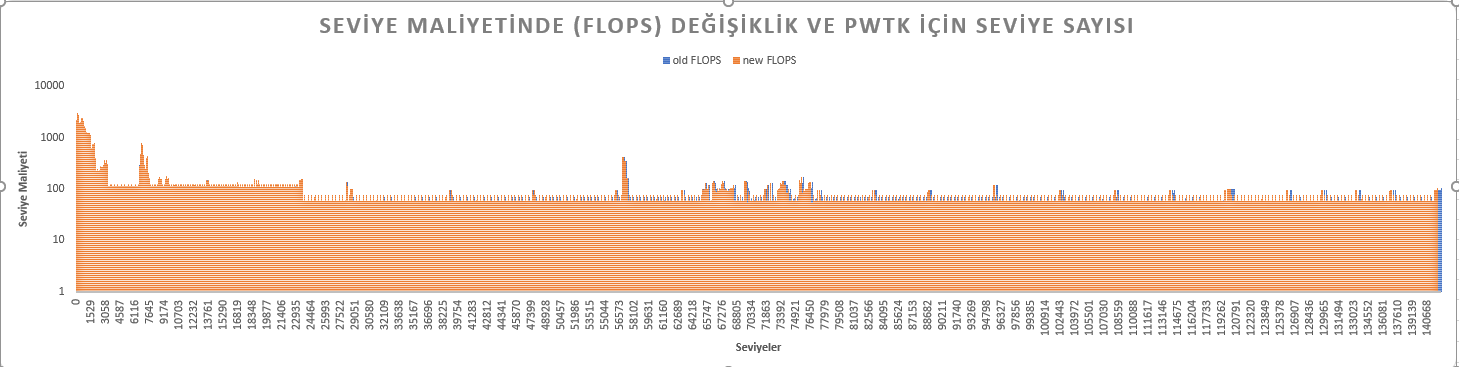 SEVİYE MALİYETİNDE (FLOPS) DEĞİŞİKLİK VE PWTK İÇİN SEVİYE SAYISI
old FLOPS new FLOPS
Seviye Maliyeti
10000
1000
100
10
1
0 1529 3058 4587 6116 7645 9174 10703 12232 13761 15290 16819 18348 19877 21406 22935 24464 25993 27522 29051 30580 32109 33638 35167 36696 38225 39754 41283 42812 44341 45870 47399 48928 50457 51986 53515 55044 56573 58102 59631 61160 62689 64218 65747 67276 68805 70334 71863 73392 74921 76450 77979 79508 81037 82566 84095 85624 87153 88682 90211 91740 93269 94798 96327 97856 99385 100914 102443 103972 105501 107030 108559 110088 111617 113146 114675 116204 117733 119262 120791 122320 123849 125378 126907 128436 129965 131494 133023 134552 136081 137610 139139 140668
Seviyeler